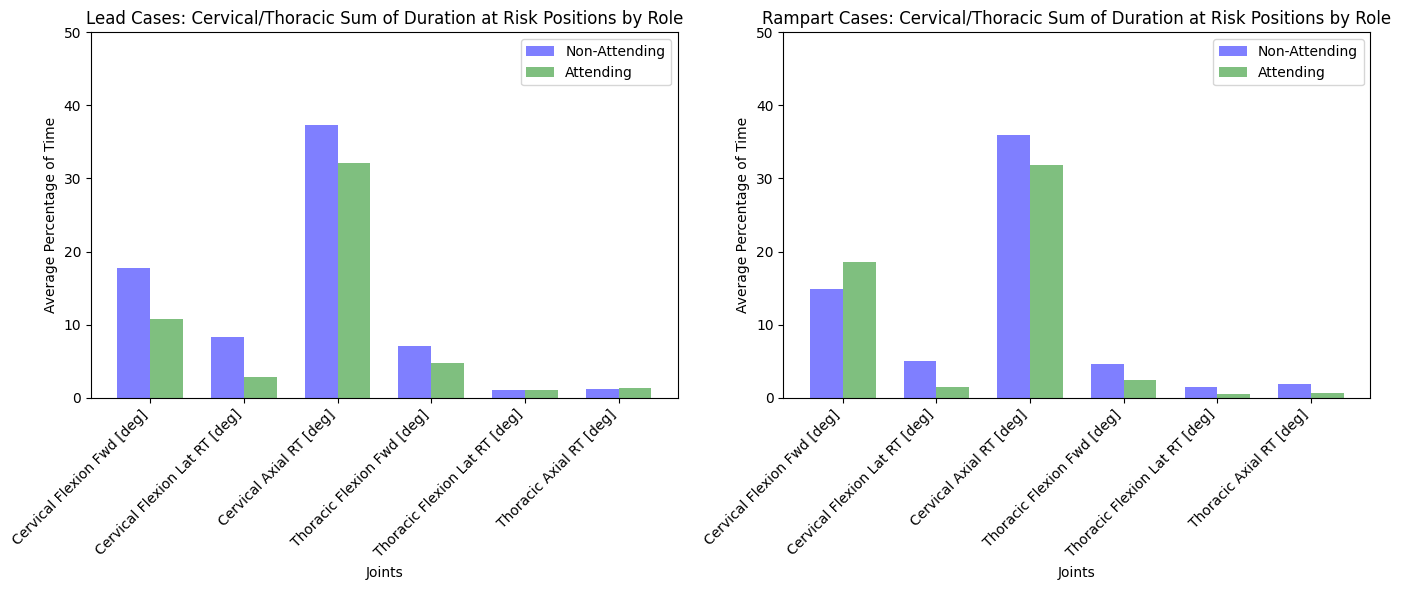 Lead Cases: Cervical/Thoracic Sum of Duration at Risk Positions by Role
50
40
30
20
10
0
Average Percentage of Time
Non-Attending
Attending
Cervical Flexion Fwd [deg]
Cervical Flexion Lat RT [deg]
Cervical Axial RT [deg]
Thoracic Flexion Fwd [deg]
Thoracic Flexion Lat RT [deg]
Thoracic Axial RT [deg]
Joints
Rampart Cases: Cervical/Thoracic Sum of Duration at Risk Positions by Role
50
40
30
20
10
0
Average Percentage of Time
Non-Attending
Attending
Cervical Flexion Fwd [deg]
Cervical Flexion Lat RT [deg]
Cervical Axial RT [deg]
Thoracic Flexion Fwd [deg]
Thoracic Flexion Lat RT [deg]
Thoracic Axial RT [deg]
Joints